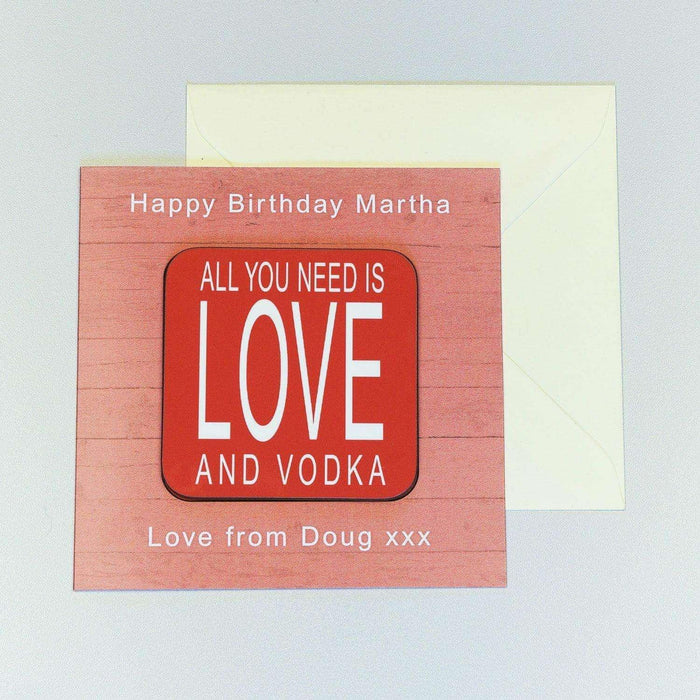 Happy Birthday Martha
ALL YOU NEED IS
LOVE
AND VODKA
Love from Doug xxx